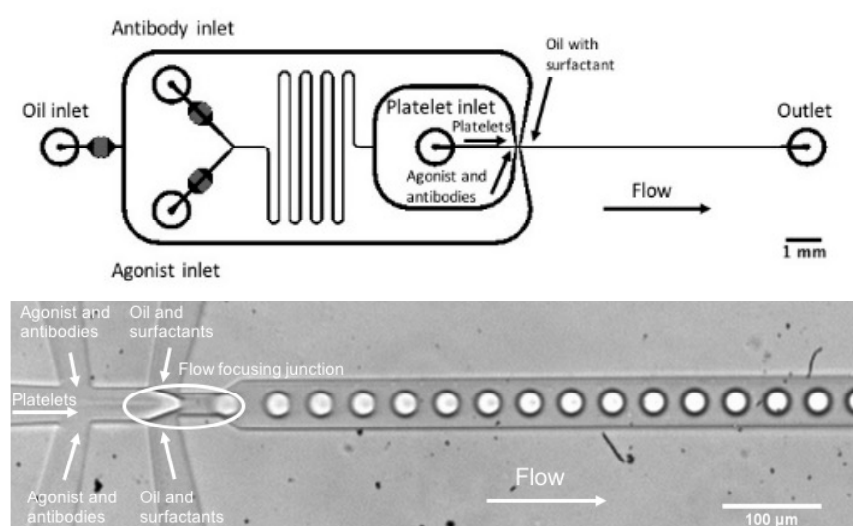 Antibody inlet
Oil with
surfactant
Oil inlet
Platelet inlet
Platelets
Outlet
Agonist and
antibodies
Flow
1 mm
Agonist inlet
Agonist and
antibodies
Oil and
surfactants
Flow focusing junction
Platelets
Agonist and
antibodies
Oil and
surfactants
Flow
100 µm